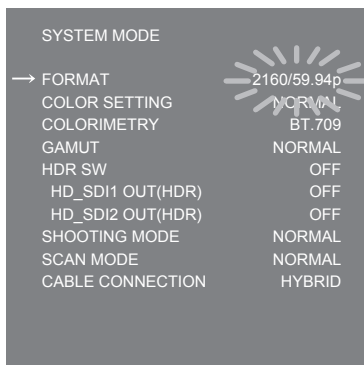 SYSTEM MODE
→ FORMAT 2160/59.94p
COLOR SETTING NORMAL
COLORIMETRY BT.709
GAMUT NORMAL
HDR SW OFF
HD_SDI1 OUT(HDR) OFF
HD_SDI2 OUT(HDR) OFF
SHOOTING MODE NORMAL
SCAN MODE NORMAL
CABLE CONNECTION HYBRID